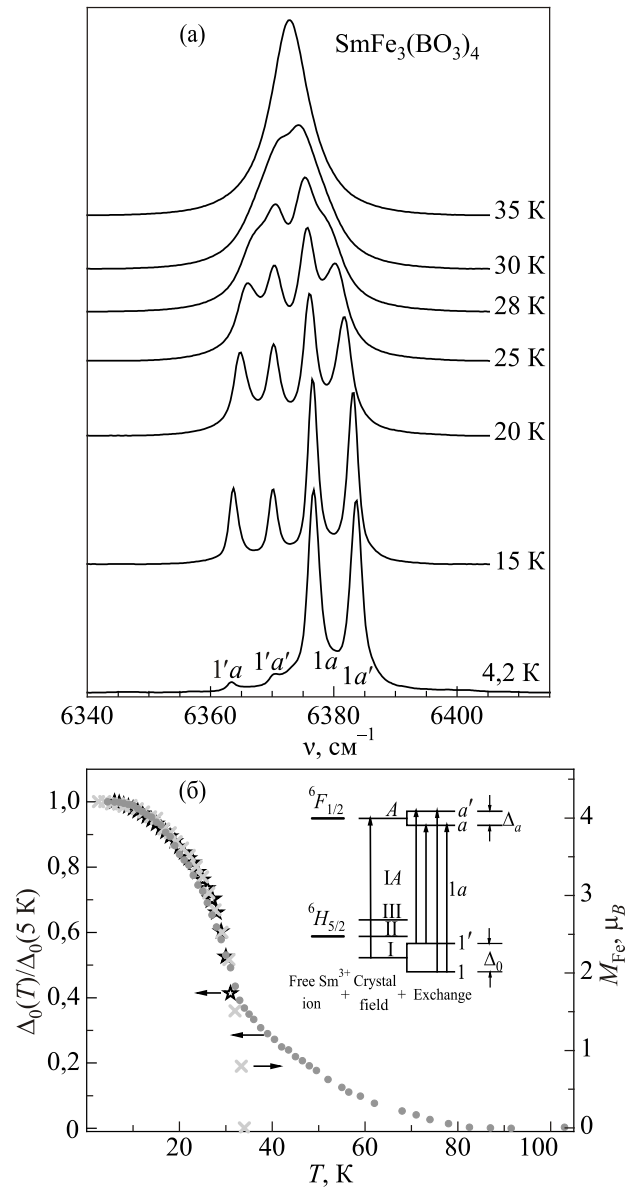 (а)
SmFe₃(BO₃)₄
35 К
30 К
28 К
25 К
20 К
15 К
4,2 К
1′a
1′a′
1a
1a′
6340
6360
6380
6400
ν, см⁻¹
(б)
1,0
0,8
0,6
0,4
0,2
0
Δ₀(T)/Δ₀(5 К)
4
3
2
1
0
M_Fe, μ_B
20
40
60
80
100
T, К
⁶F₁/₂
A
a′
a
Δₐ
IA
1a
⁶H₅/₂
III
II
I
1′
1
Δ₀
Free Sm³⁺ + Crystal + Exchange
ion field